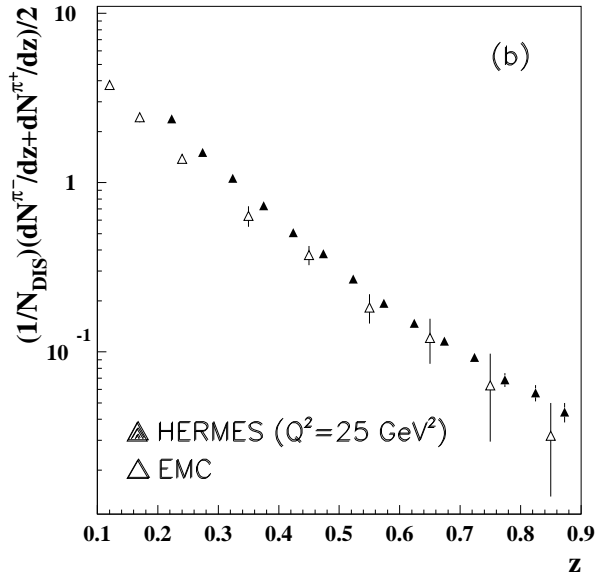 (1/N_DIS)(dN^π⁻/dz+dN^π⁺/dz)/2
10
(b)
1
10⁻¹
HERMES (Q²=25 GeV²)
EMC
0.1 0.2 0.3 0.4 0.5 0.6 0.7 0.8 0.9
z